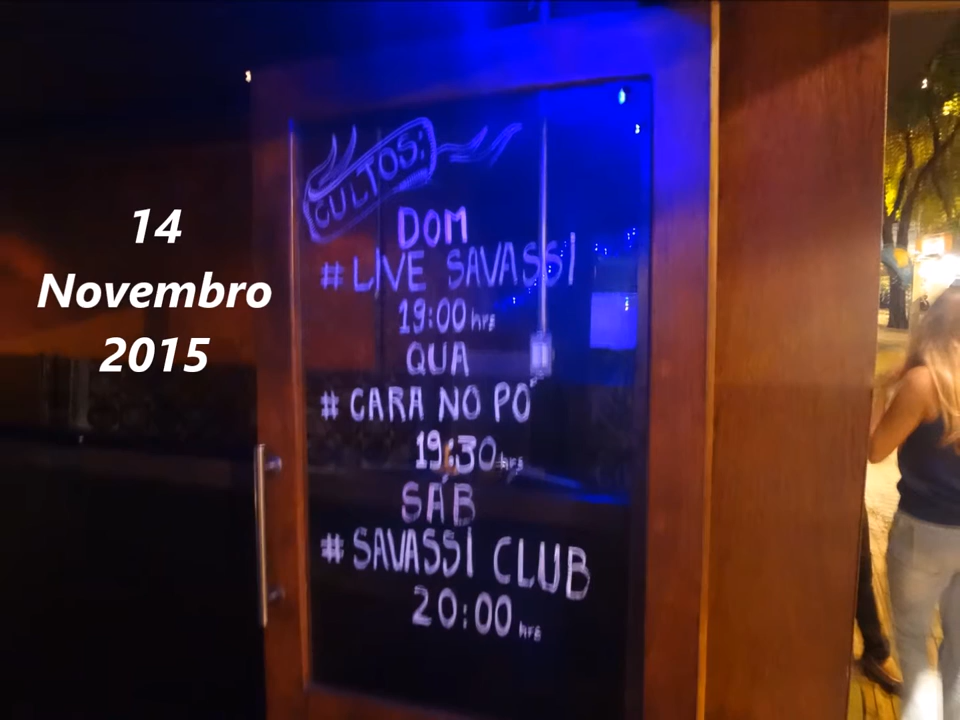 14
Novembro
2015
CULTOS:
DOM
# LIVE SAVASSI
19:00 hrs
QUA
# CARA NO PÓ
19:30 hrs
SÁB
# SAVASSI CLUB
20:00 hrs